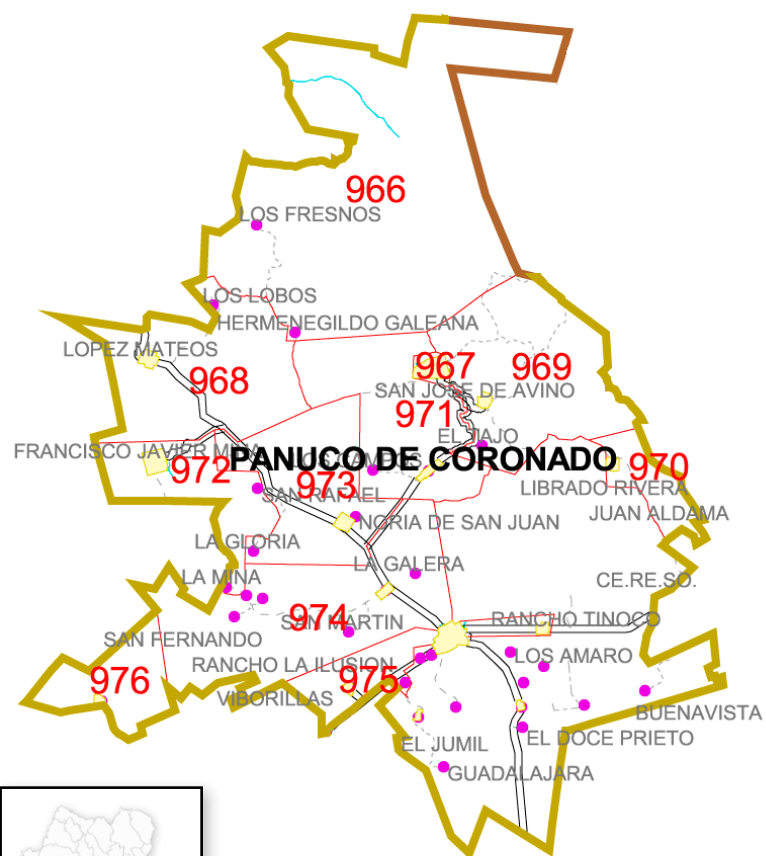 966
LOS FRESNOS
LOS LOBOS
HERMENEGILDO GALEANA
LOPEZ MATEOS
967
969
968
SAN JOSE DE AVINO
971
FRANCISCO JAVIER MINA
PANUCO DE CORONADO
972
973
970
LIBRADO RIVERA
SAN RAFAEL
JUAN ALDAMA
NORIA DE SAN JUAN
LA GLORIA
LA GALERA
LA MINA
CE.RE.SO.
974
SAN MARTIN
RANCHO TINOCO
SAN FERNANDO
LOS AMARO
RANCHO LA ILUSION
976
975
VIBORILLAS
BUENAVISTA
EL JUMIL
EL DOCE PRIETO
GUADALAJARA